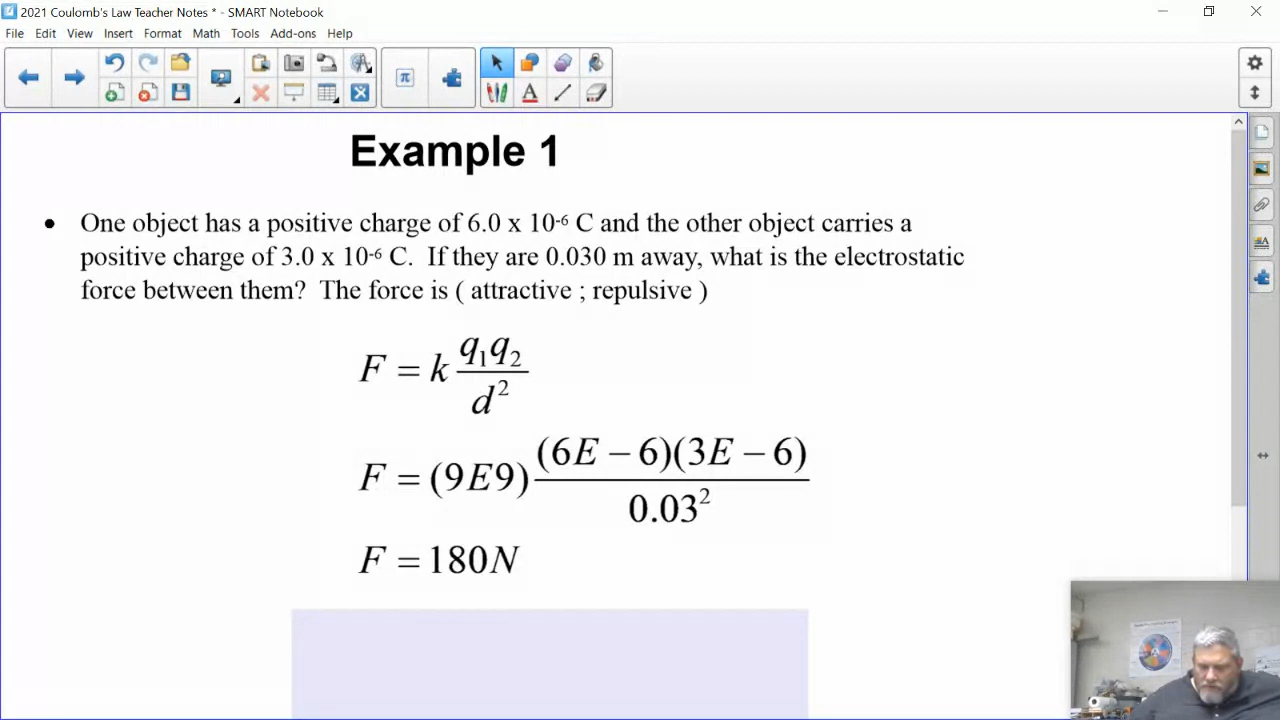 2021 Coulomb's Law Teacher Notes * - SMART Notebook
File Edit View Insert Format Math Tools Add-ons Help
Example 1
• One object has a positive charge of 6.0 x 10⁻⁶ C and the other object carries a
positive charge of 3.0 x 10⁻⁶ C. If they are 0.030 m away, what is the electrostatic
force between them? The force is ( attractive ; repulsive )
F = k q₁q₂ / d²
F = (9E9) (6E – 6)(3E – 6) / 0.03²
F = 180N